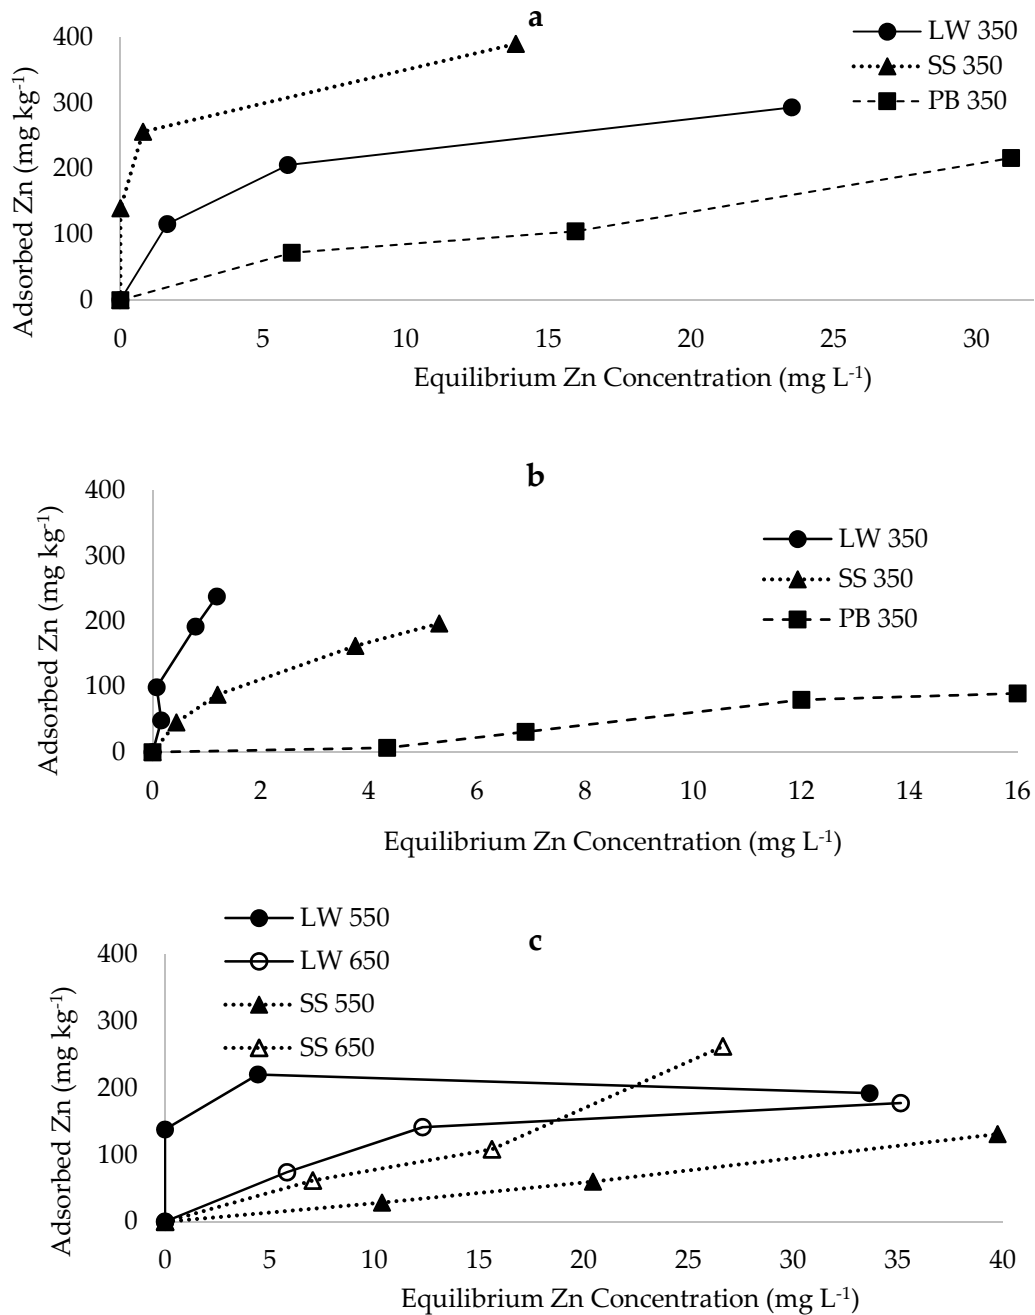 a
LW 350
SS 350
PB 350
Adsorbed Zn (mg kg⁻¹)
400
300
200
100
0
0 5 10 15 20 25 30
Equilibrium Zn Concentration (mg L⁻¹)
b
LW 350
SS 350
PB 350
Adsorbed Zn (mg kg⁻¹)
400
300
200
100
0
0 2 4 6 8 10 12 14 16
Equilibrium Zn Concentration (mg L⁻¹)
c
LW 550
LW 650
SS 550
SS 650
Adsorbed Zn (mg kg⁻¹)
400
300
200
100
0
0 5 10 15 20 25 30 35 40
Equilibrium Zn Concentration (mg L⁻¹)